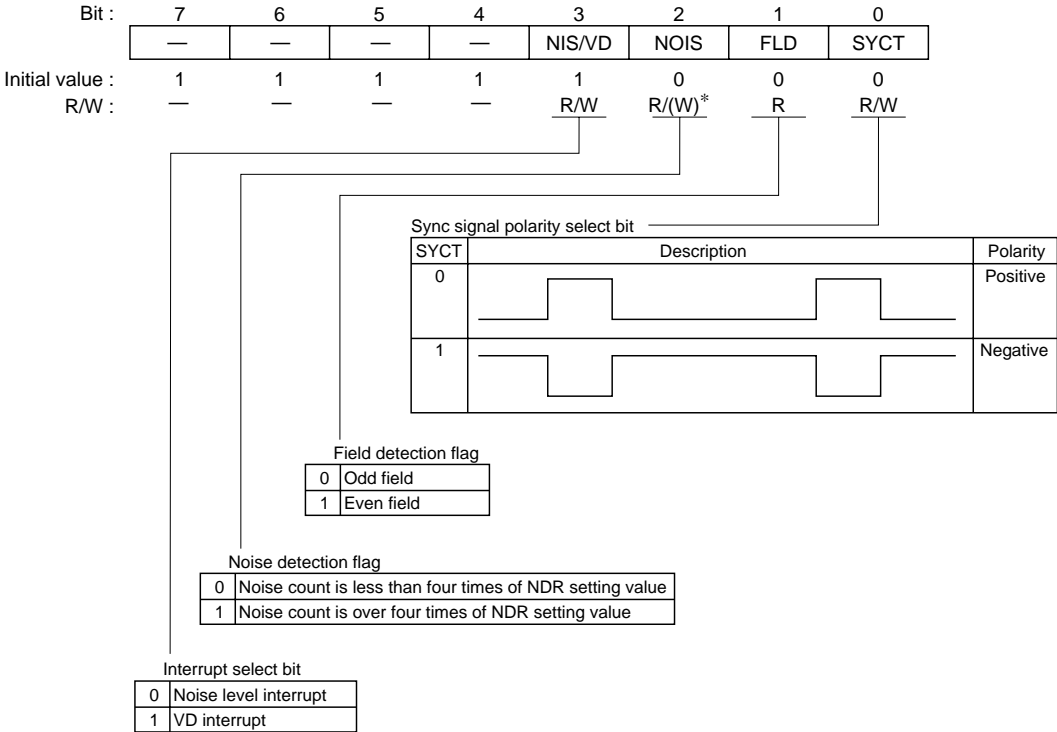 Bit : 7 6 5 4 3 2 1 0
— — — — NIS/VD NOIS FLD SYCT
Initial value : 1 1 1 1 1 0 0 0
R/W : — — — — R/W R/(W)* R R/W
Sync signal polarity select bit
SYCT Description Polarity
0 Positive
1 Negative
Field detection flag
0 Odd field
1 Even field
Noise detection flag
0 Noise count is less than four times of NDR setting value
1 Noise count is over four times of NDR setting value
Interrupt select bit
0 Noise level interrupt
1 VD interrupt